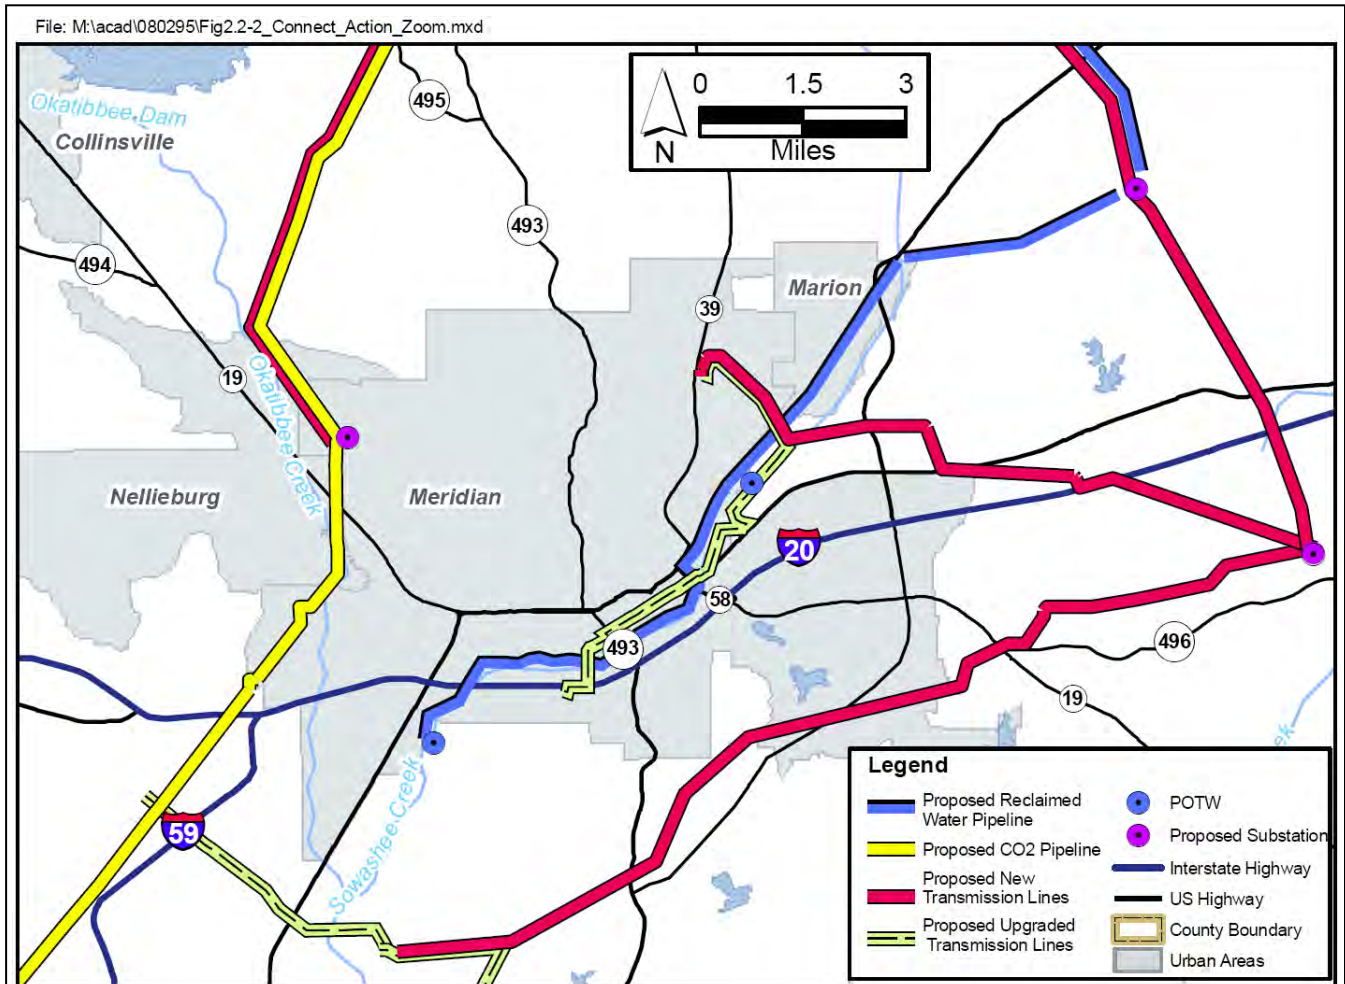 File: M:\acad\080295\Fig2.2-2_Connect_Action_Zoom.mxd
0 1.5 3
N
Miles
495
Okatibbee Dam
Collinsville
493
494
Marion
39
19
Okatibbee Creek
Nellieburg
Meridian
20
58
493
496
19
Sowashee Creek
59
Legend
Proposed Reclaimed
Water Pipeline
Proposed CO2 Pipeline
Proposed New
Transmission Lines
Proposed Upgraded
Transmission Lines
POTW
Proposed Substation
Interstate Highway
US Highway
County Boundary
Urban Areas